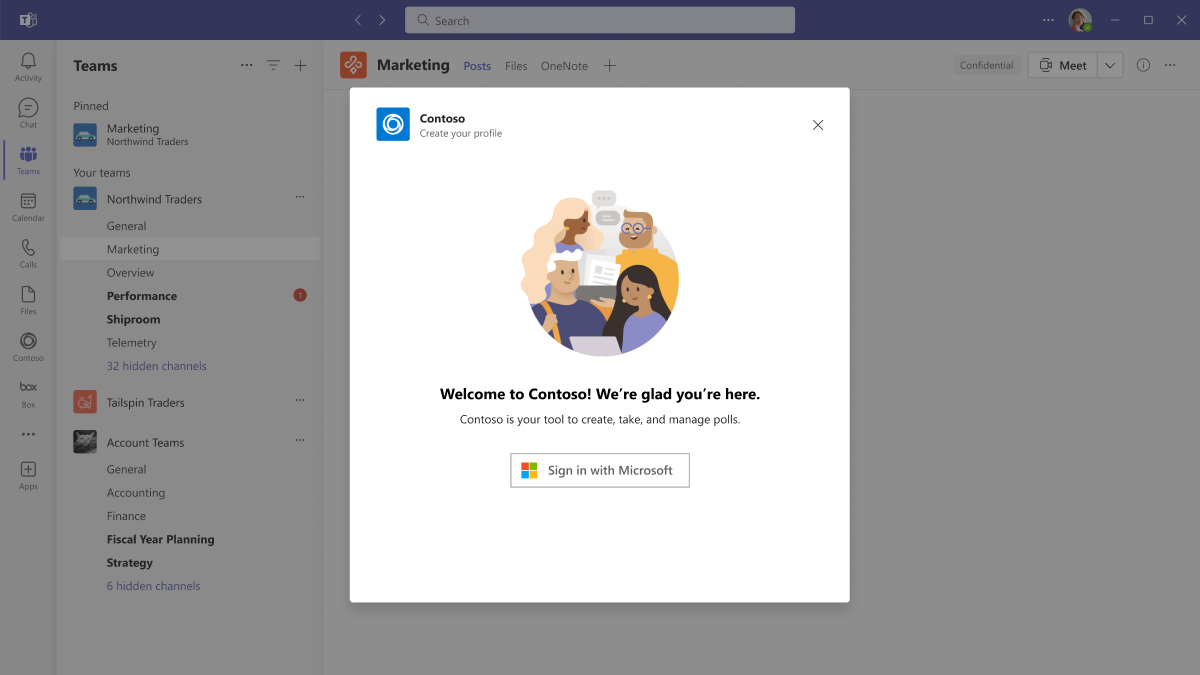 Search
Activity
Chat
Teams
Calendar
Calls
Files
Contoso
box
Box
Apps
Teams
Pinned
Marketing
Northwind Traders
Your teams
Northwind Traders
General
Marketing
Overview
Performance
1
Shiproom
Telemetry
32 hidden channels
Tailspin Traders
Account Teams
General
Accounting
Finance
Fiscal Year Planning
Strategy
6 hidden channels
Marketing Posts Files OneNote
Confidential
Meet
Contoso
Create your profile
Welcome to Contoso! We’re glad you’re here.
Contoso is your tool to create, take, and manage polls.
Sign in with Microsoft